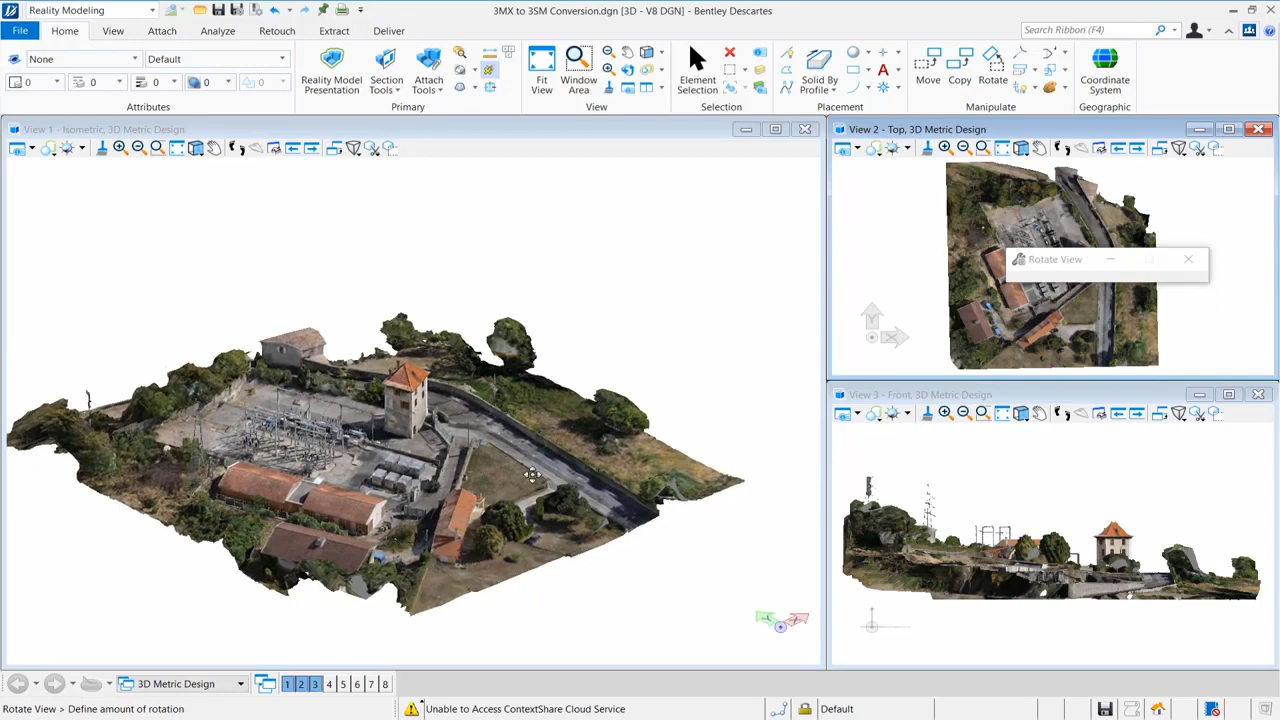 Reality Modeling
3MX to 3SM Conversion.dgn [3D - V8 DGN] - Bentley Descartes
File Home View Attach Analyze Retouch Extract Deliver
Search Ribbon (F4)
None
Default
0 0 0 0 0
Attributes
Reality Model
Presentation
Section
Tools
Attach
Tools
Primary
Fit
View
Window
Area
View
Element
Selection
Selection
Solid By
Profile
A
Placement
Move Copy Rotate
Manipulate
Coordinate
System
Geographic
View 1 - Isometric, 3D Metric Design
View 2 - Top, 3D Metric Design
Rotate View
Y
X
View 3 - Front, 3D Metric Design
3D Metric Design
1 2 3 4 5 6 7 8
Rotate View > Define amount of rotation
Unable to Access ContextShare Cloud Service
Default